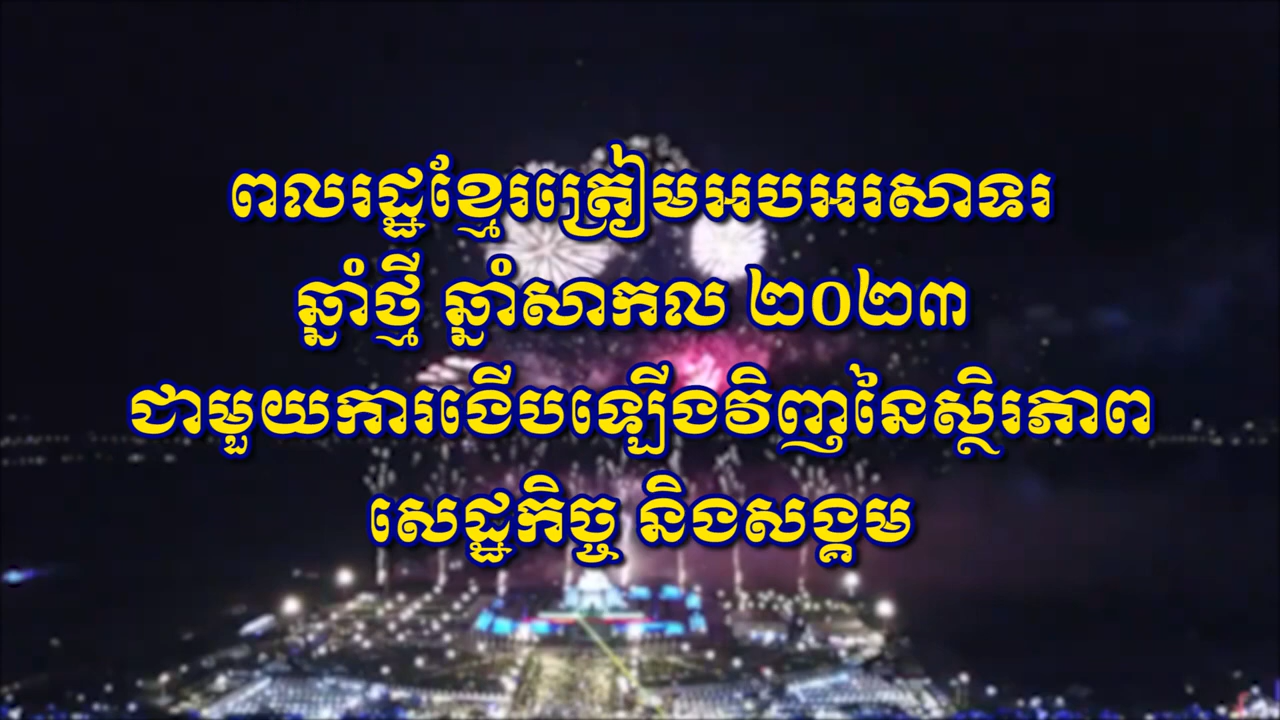 ពលរដ្ឋខ្មែរត្រៀមអបអរសាទរ
ឆ្នាំថ្មី ឆ្នាំសាកល ២០២៣
ជាមួយការងើបឡើងវិញនៃស្ថិរភាព
សេដ្ឋកិច្ច និងសង្គម